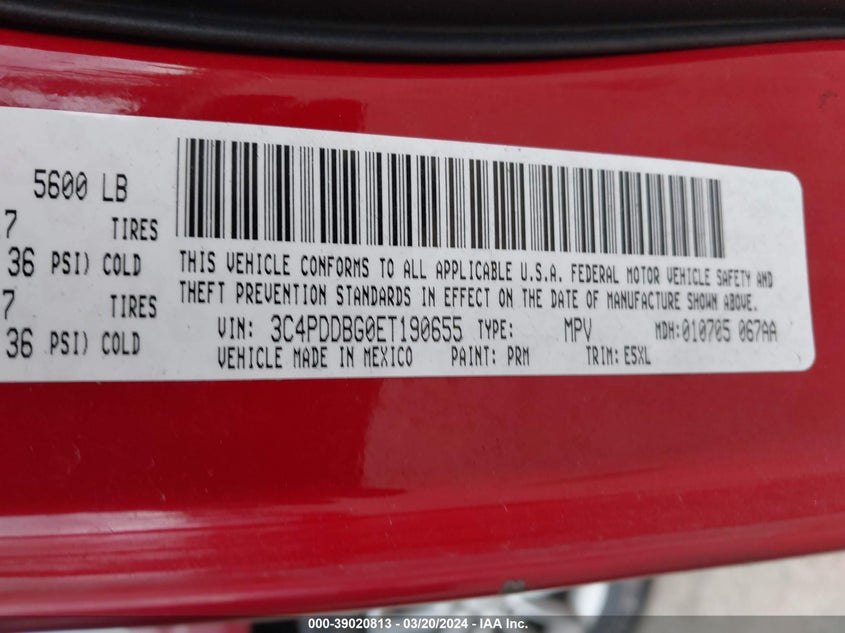 5600 LB
7 TIRES
36 PSI) COLD
7 TIRES
36 PSI) COLD
THIS VEHICLE CONFORMS TO ALL APPLICABLE U.S.A. FEDERAL MOTOR VEHICLE SAFETY AND
THEFT PREVENTION STANDARDS IN EFFECT ON THE DATE OF MANUFACTURE SHOWN ABOVE.
VIN: 3C4PDDBG0ET190655 TYPE: MPV MDH:010705 067AA
VEHICLE MADE IN MEXICO PAINT: PRM TRIM: E5XL
000-39020813 - 03/20/2024 - IAA Inc.